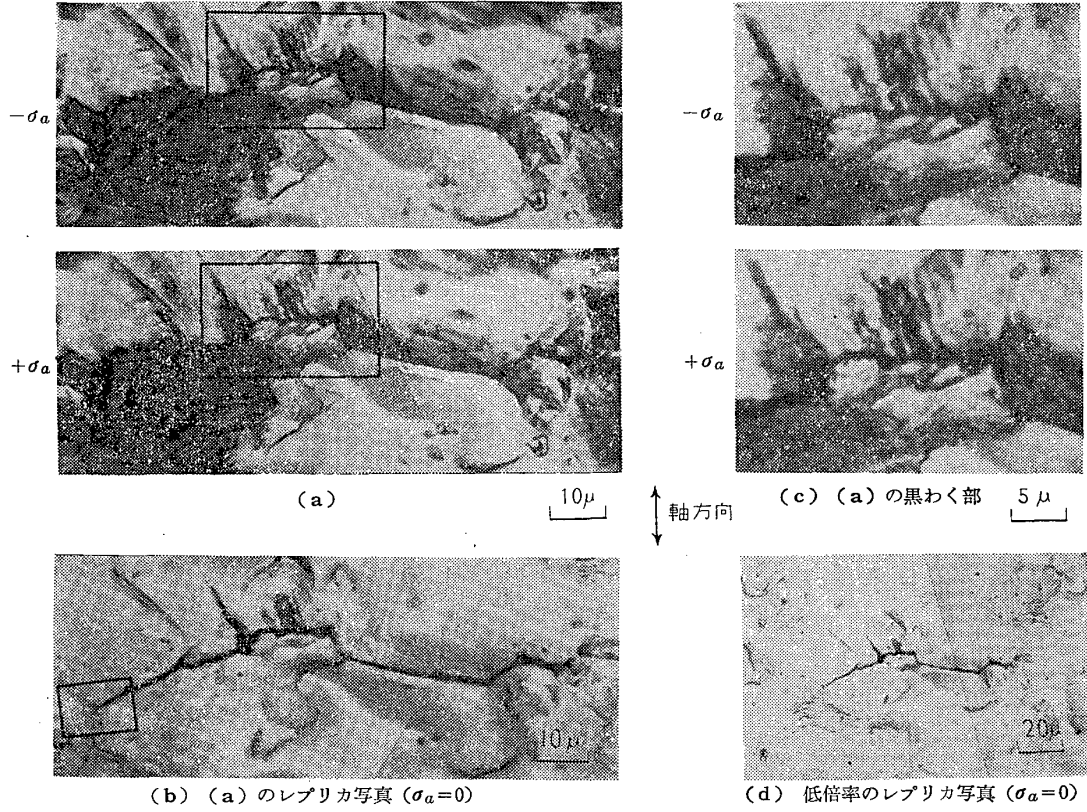 −σa
−σa
+σa
+σa
(a)
10μ
軸方向
(c) (a)の黒わく部
5 μ
10μ
20μ
(b) (a)のレプリカ写真 (σa=0)
(d) 低倍率のレプリカ写真 (σa=0)